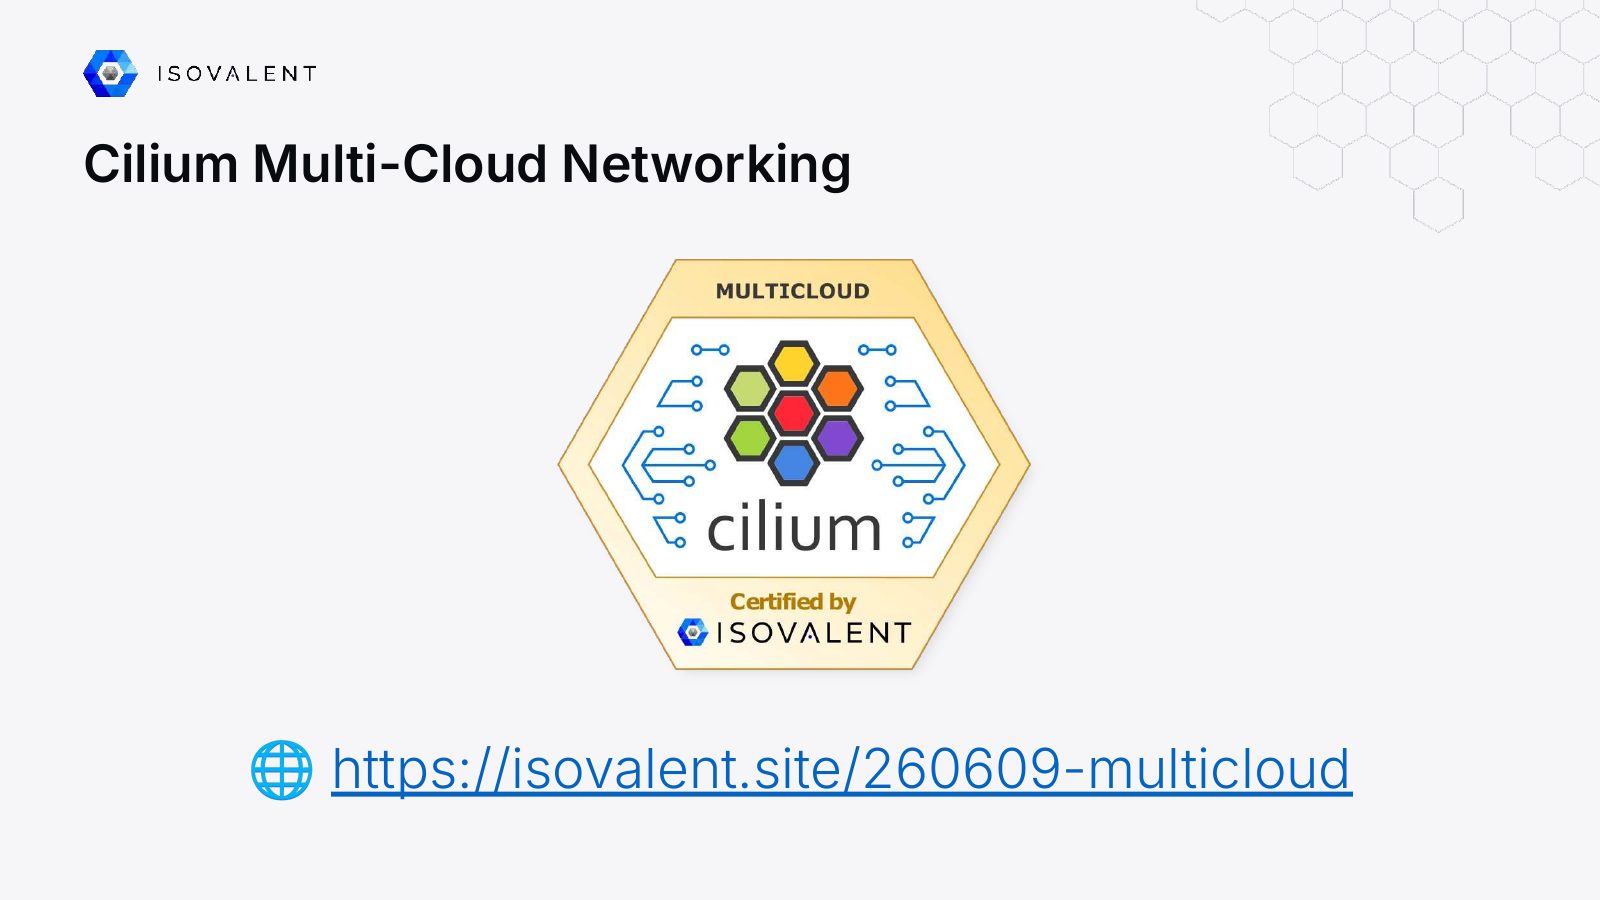 ISOVALENT
Cilium Multi-Cloud Networking
MULTICLOUD
cilium
Certified by
ISOVALENT
https://isovalent.site/260609-multicloud